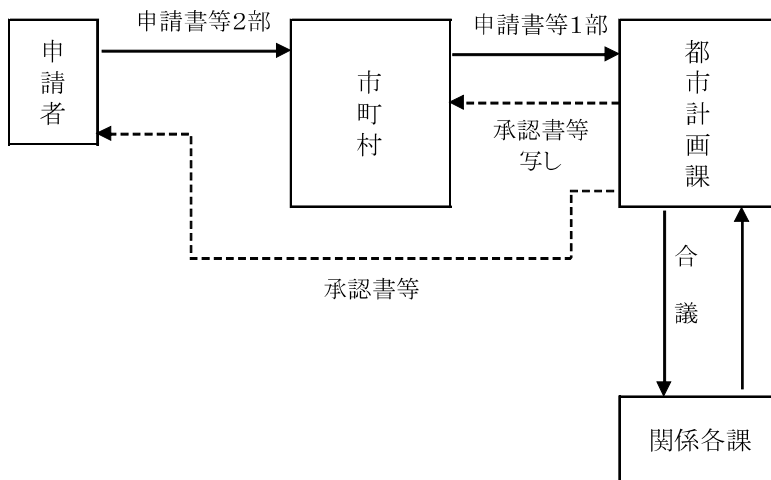 申請者
申請書等2部
市町村
申請書等1部
都市計画課
承認書等
写し
承認書等
合議
関係各課